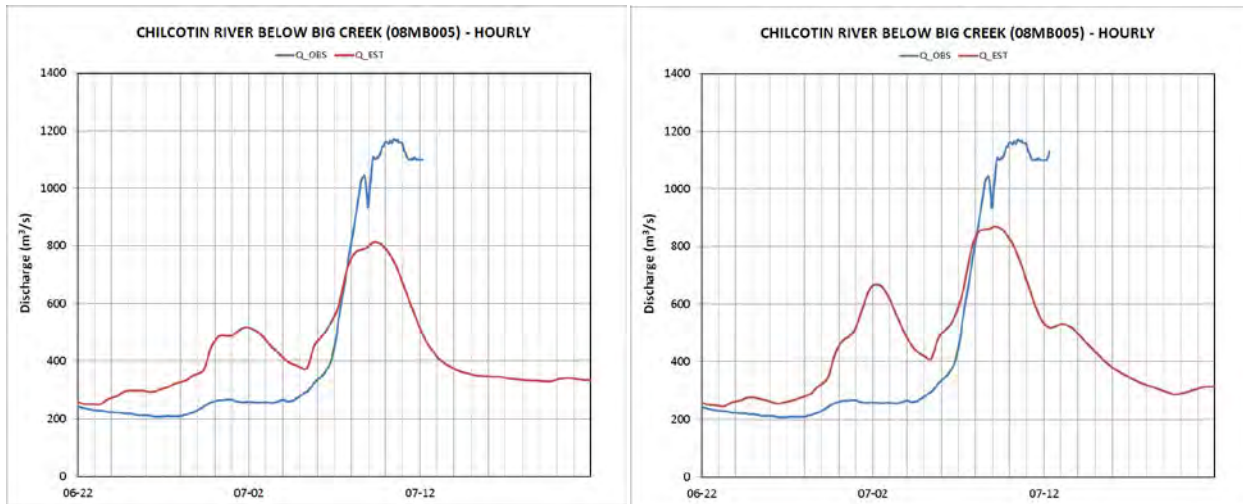 CHILCOTIN RIVER BELOW BIG CREEK (08MB005) - HOURLY
Q_OBS Q_EST
Discharge (m³/s)
1400
1200
1000
800
600
400
200
0
06-22 07-02 07-12
CHILCOTIN RIVER BELOW BIG CREEK (08MB005) - HOURLY
Q_OBS Q_EST
Discharge (m³/s)
1400
1200
1000
800
600
400
200
0
06-22 07-02 07-12